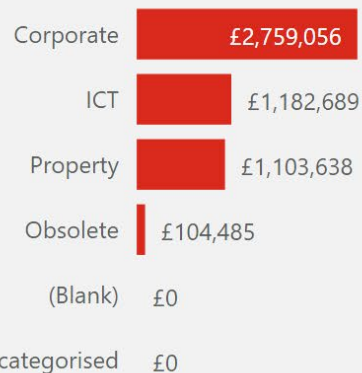 Corporate £2,759,056
ICT £1,182,689
Property £1,103,638
Obsolete £104,485
(Blank) £0
categorised £0